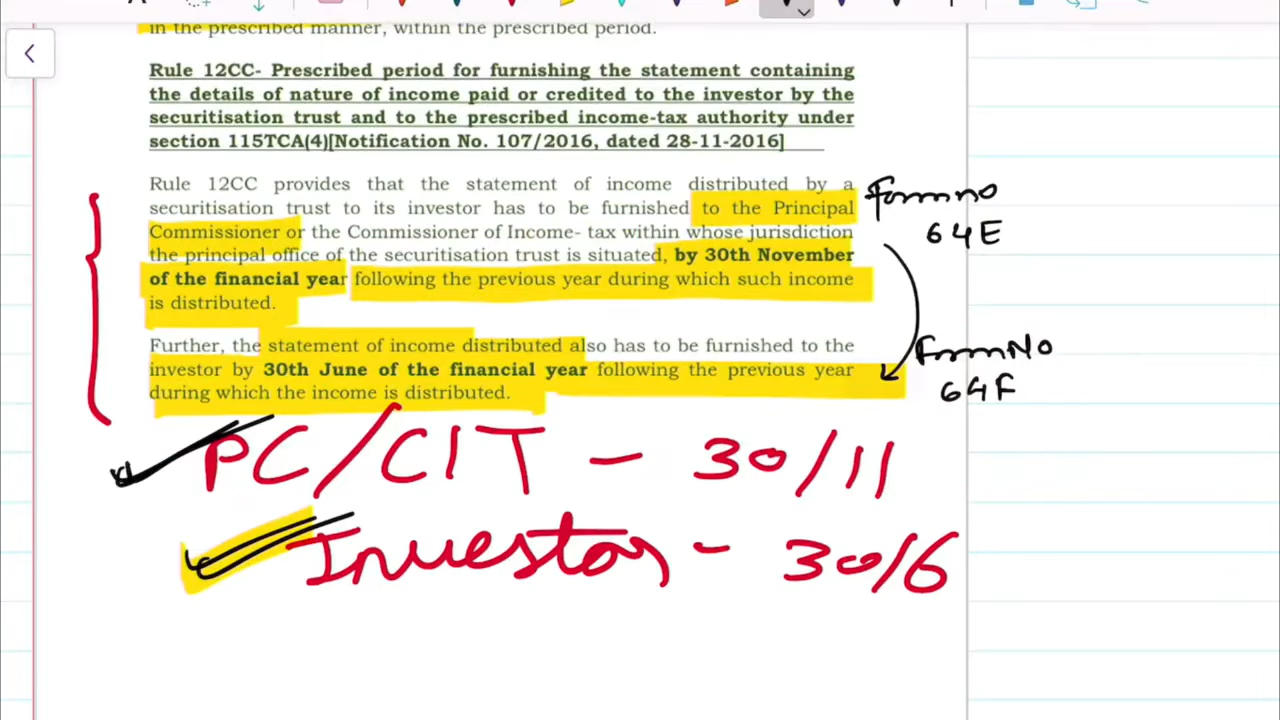 in the prescribed manner, within the prescribed period.
Rule 12CC- Prescribed period for furnishing the statement containing
the details of nature of income paid or credited to the investor by the
securitisation trust and to the prescribed income-tax authority under
section 115TCA(4)[Notification No. 107/2016, dated 28-11-2016]
Rule 12CC provides that the statement of income distributed by a
securitisation trust to its investor has to be furnished to the Principal
Commissioner or the Commissioner of Income- tax within whose jurisdiction
the principal office of the securitisation trust is situated, by 30th November
of the financial year following the previous year during which such income
is distributed.
Form no
64E
Further, the statement of income distributed also has to be furnished to the
investor by 30th June of the financial year following the previous year
during which the income is distributed.
Form No
64F
PC/CIT - 30/11
Investor - 30/6